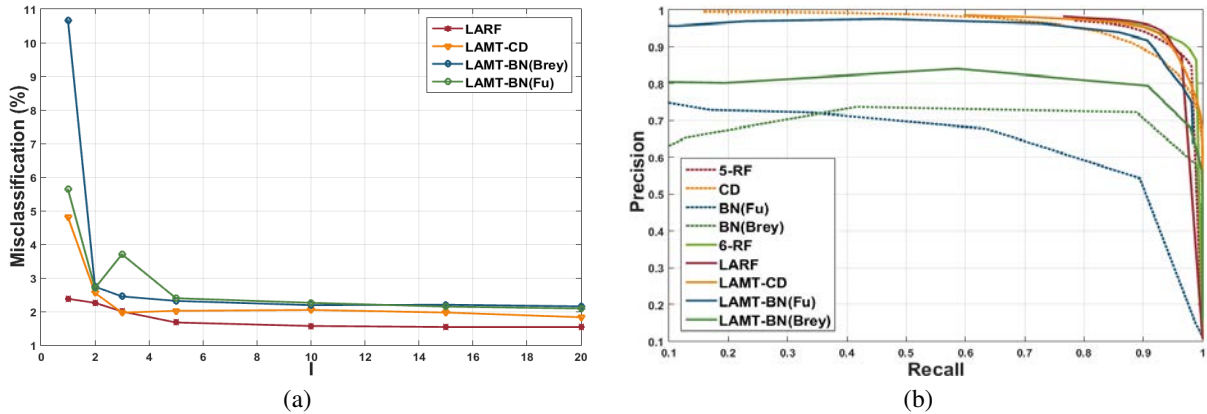 11
10
9
8
7
6
5
4
3
2
1
Misclassification (%)
LARF
LAMT-CD
LAMT-BN(Brey)
LAMT-BN(Fu)
0 2 4 6 8 10 12 14 16 18 20
I
(a)
1
0.9
0.8
0.7
0.6
0.5
0.4
0.3
0.2
0.1
Precision
5-RF
CD
BN(Fu)
BN(Brey)
6-RF
LARF
LAMT-CD
LAMT-BN(Fu)
LAMT-BN(Brey)
0.1 0.2 0.3 0.4 0.5 0.6 0.7 0.8 0.9 1
Recall
(b)